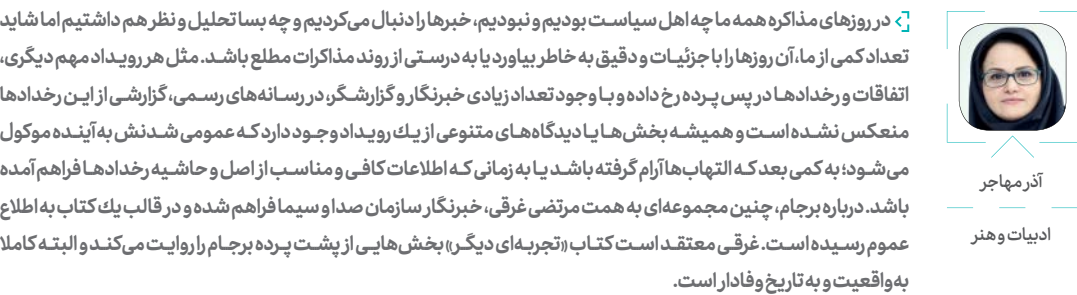 در روزهای مذاکره همه ما چه اهل سیاست بودیم و نبودیم، خبرها را دنبال می‌کردیم و چه بسا تحلیل و نظر هم داشتیم اما شاید
تعداد کمی از ما، آن روزها را با جزئیات و دقیق به خاطر بیاورد یا به درستی از روند مذاکرات مطلع باشد. مثل هر رویداد مهم دیگری،
اتفاقات و رخدادها در پس پرده رخ داده و با وجود تعداد زیادی خبرنگار و گزارشگر، در رسانه‌های رسمی، گزارشی از این رخدادها
منعکس نشده است و همیشه بخش‌ها یا دیدگاه‌های متنوعی از یك رویداد وجود دارد که عمومی شدنش به آینده موکول
می‌شود؛ به کمی بعد که التهاب‌ها آرام گرفته باشد یا به زمانی که اطلاعات کافی و مناسب از اصل و حاشیه رخدادها فراهم آمده
باشد. درباره برجام، چنین مجموعه‌ای به همت مرتضی غرقی، خبرنگار سازمان صدا و سیما فراهم شده و در قالب یك کتاب به اطلاع
عموم رسیده است. غرقی معتقد است کتاب «تجربه‌ای دیگر» بخش‌هایی از پشت پرده برجام را روایت می‌کند و البته کاملا
به‌واقعیت و به تاریخ وفادار است.
آذر مهاجر
ادبیات و هنر